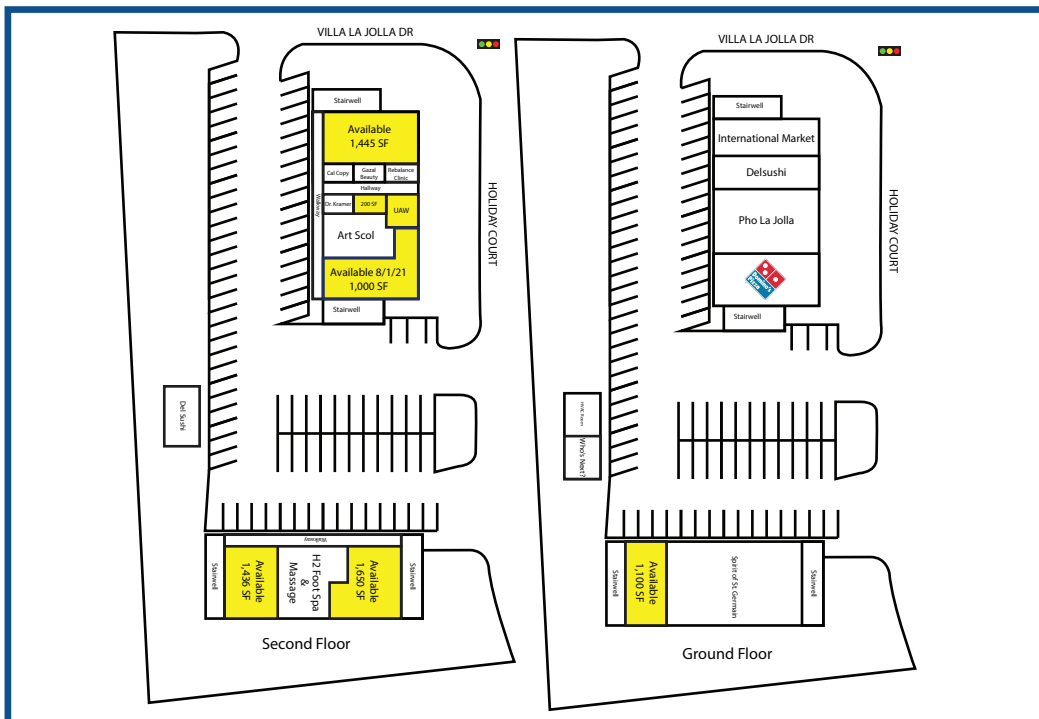 VILLA LA JOLLA DR
Stairwell
Available
1,445 SF
Cal Copy
Gazal
Beauty
Rebalance
Clinic
Hallway
Walkway
Dr. Kramer
200 SF
UAW
Art Scol
Available 8/1/21
1,000 SF
Stairwell
HOLIDAY COURT
Del Sushi
Walkway
Stairwell
Available
1,436 SF
H2 Foot Spa
&
Massage
Available
1,650 SF
Stairwell
Second Floor
VILLA LA JOLLA DR
Stairwell
International Market
Delsushi
Pho La Jolla
Domino's
Pizza
Stairwell
HOLIDAY COURT
HVAC Room
Who's Next?
Stairwell
Available
1,100 SF
Spirit of St. Germain
Stairwell
Ground Floor